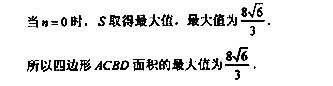 当 n = 0 时，S 取得最大值，最大值为 8√6/3．
所以四边形 ACBD 面积的最大值为 8√6/3．